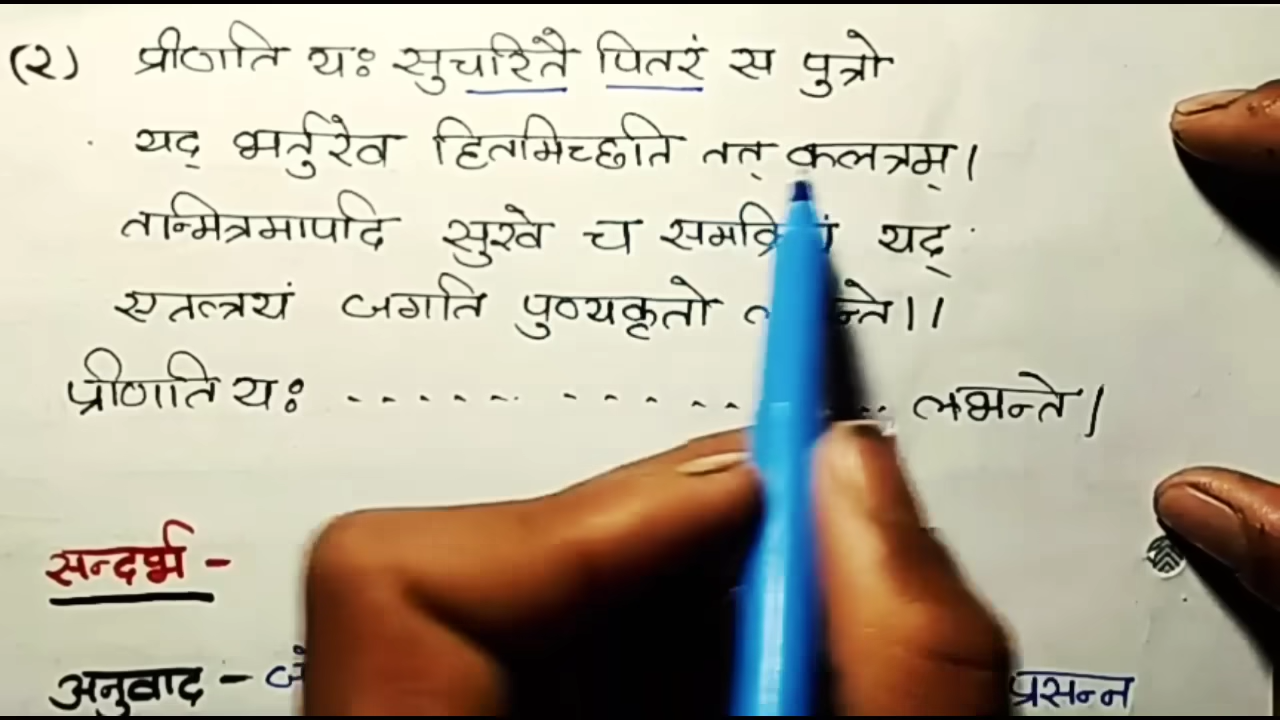 (२) प्रीणाति यः सुचरितै पितरं स पुत्रो
यद् भर्तुरेव हितमिच्छति तत् कलत्रम्।
तन्मित्रमापदि सुखे च यद्
एतत्त्रयं जगति पुण्यकृतो
प्रीणाति यः - - - - - - - - - - - - लभन्ते।
सन्दर्भ -
अनुवाद - प्रसन्न